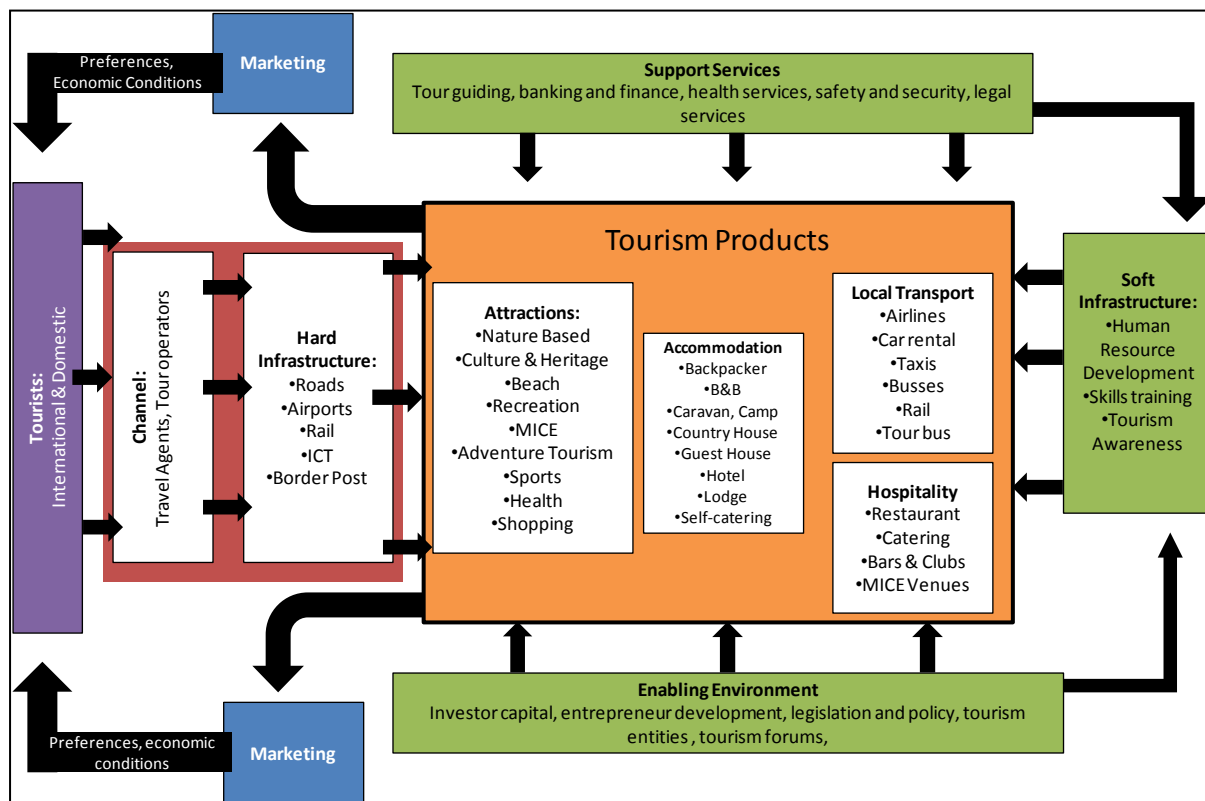 Preferences,
Economic Conditions
Marketing
Support Services
Tour guiding, banking and finance, health services, safety and security, legal
services
Tourists:
International & Domestic
Channel:
Travel Agents, Tour operators
Hard
Infrastructure:
•Roads
•Airports
•Rail
•ICT
•Border Post
Tourism Products
Attractions:
•Nature Based
•Culture & Heritage
•Beach
•Recreation
•MICE
•Adventure Tourism
•Sports
•Health
•Shopping
Accommodation
•Backpacker
•B&B
•Caravan, Camp
•Country House
•Guest House
•Hotel
•Lodge
•Self-catering
Local Transport
•Airlines
•Car rental
•Taxis
•Busses
•Rail
•Tour bus
Hospitality
•Restaurant
•Catering
•Bars & Clubs
•MICE Venues
Soft
Infrastructure:
•Human
Resource
Development
•Skills training
•Tourism
Awareness
Enabling Environment
Investor capital, entrepreneur development, legislation and policy, tourism
entities , tourism forums,
Preferences, economic
conditions
Marketing